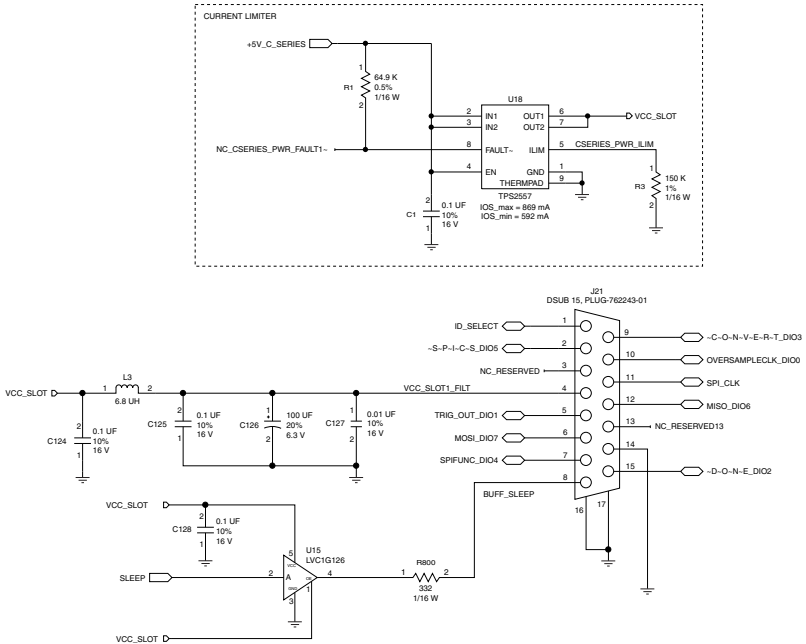 CURRENT LIMITER
+5V_C_SERIES
1
R1
64.9 K
0.5%
1/16 W
2
U18
2 IN1 OUT1 6 VCC_SLOT
3 IN2 OUT2 7
NC_CSERIES_PWR_FAULT1~ 8 FAULT~ ILIM 5 CSERIES_PWR_ILIM
4 EN GND 1
THERMPAD 9
TPS2557
IOS_max = 869 mA
IOS_min = 592 mA
1
R3
150 K
1%
1/16 W
2
2
C1
0.1 UF
10%
16 V
1
J21
DSUB 15, PLUG-762243-01
ID_SELECT 1
9 ~C~O~N~V~E~R~T_DIO3
~S~P~I~C~S_DIO5 2
10 OVERSAMPLECLK_DIO0
NC_RESERVED 3
11 SPI_CLK
VCC_SLOT1_FILT 4
12 MISO_DIO6
TRIG_OUT_DIO1 5
13 NC_RESERVED13
MOSI_DIO7 6
14
SPIFUNC_DIO4 7
15 ~D~O~N~E_DIO2
BUFF_SLEEP 8
16 17
VCC_SLOT 1 L3 2
6.8 UH
2
C124
0.1 UF
10%
16 V
1
2
C125
0.1 UF
10%
16 V
1
1
+
C126
100 UF
20%
6.3 V
2
1
C127
0.01 UF
10%
16 V
2
VCC_SLOT
2
C128
0.1 UF
10%
16 V
1
U15
LVC1G126
5
VCC
SLEEP 2 A 4
OE
GND
1
3
VCC_SLOT
R800
1 2
332
1/16 W